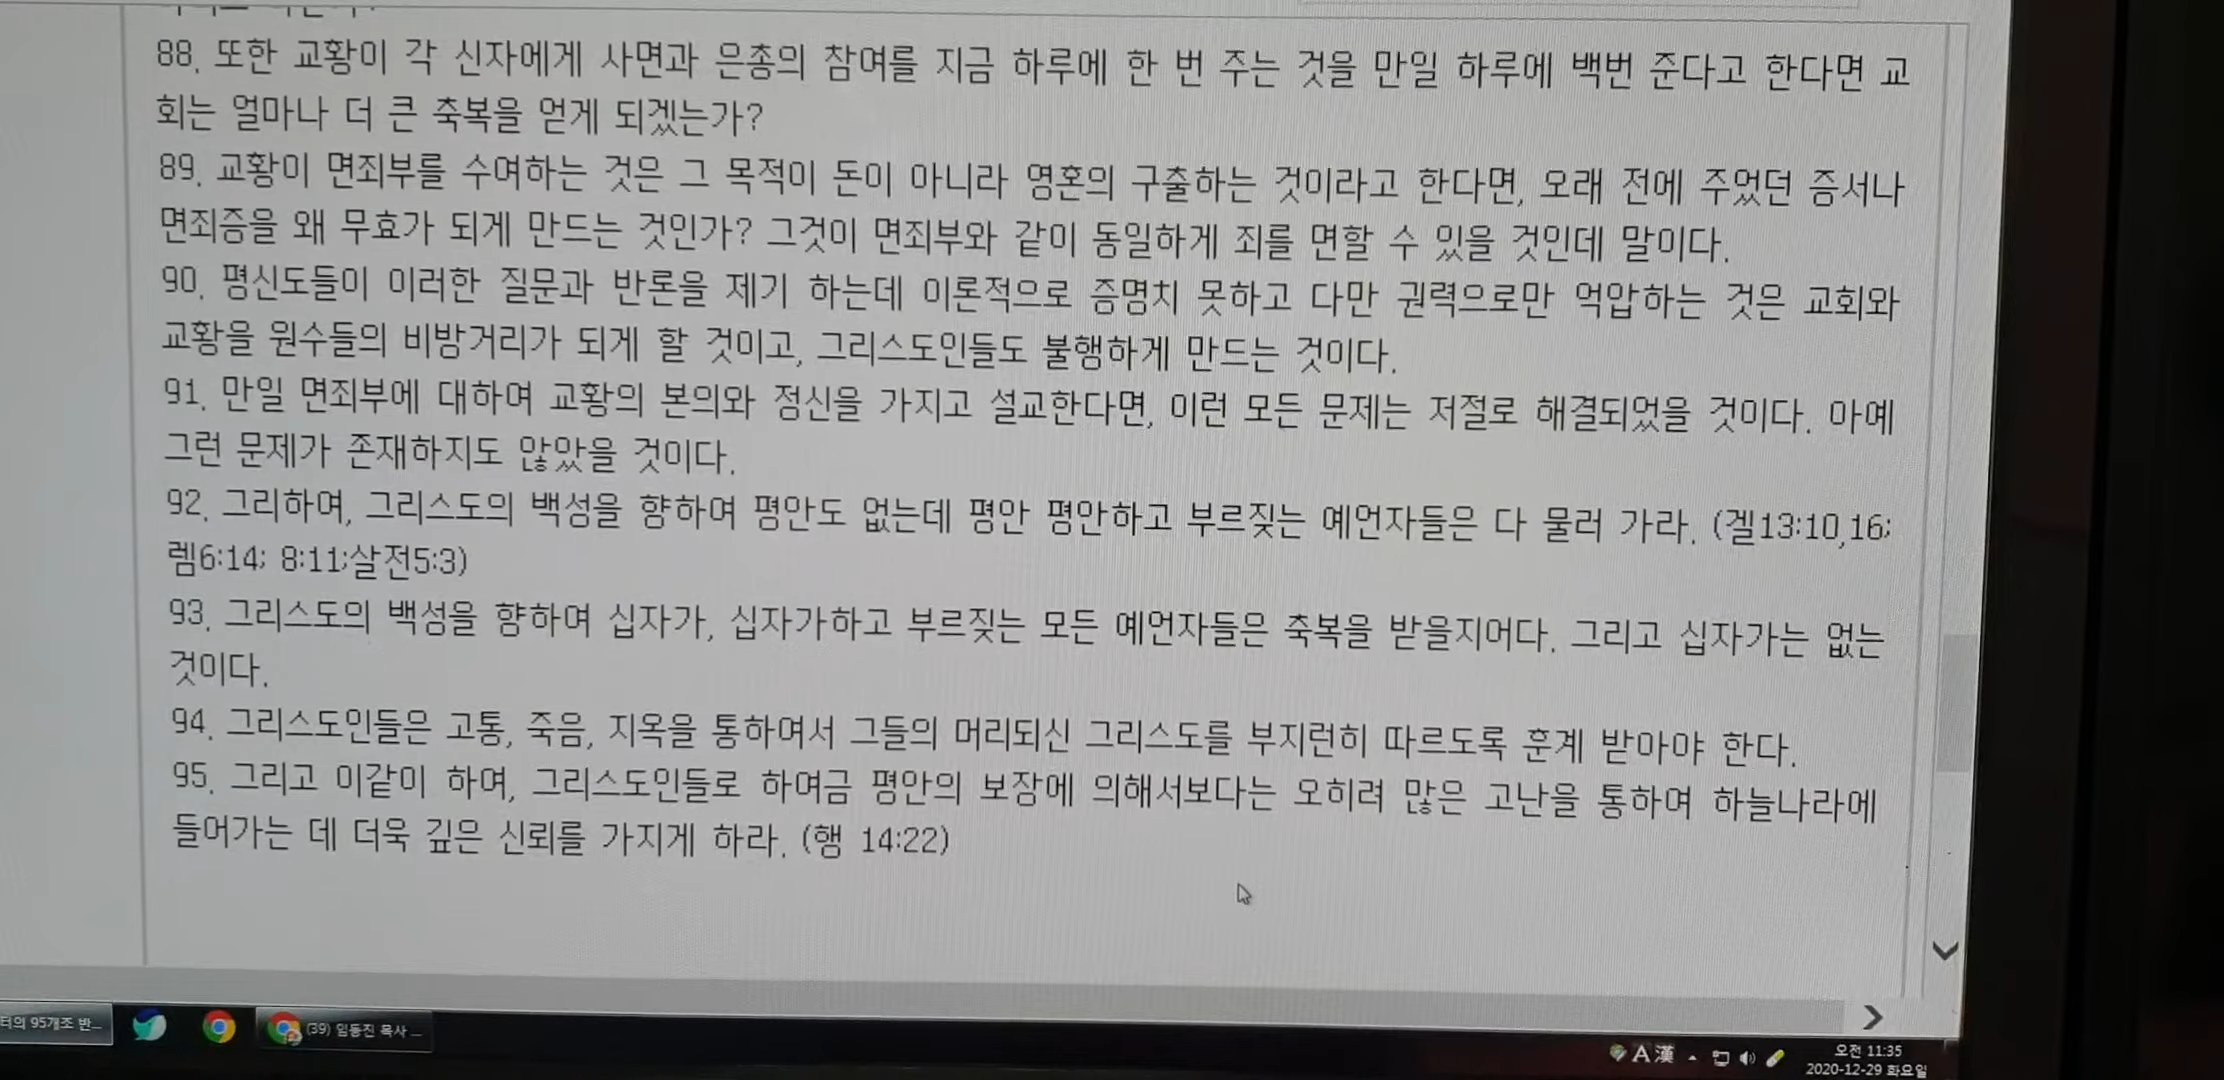 88. 또한 교황이 각 신자에게 사면과 은총의 참여를 지금 하루에 한 번 주는 것을 만일 하루에 백번 준다고 한다면 교
회는 얼마나 더 큰 축복을 얻게 되겠는가?
89. 교황이 면죄부를 수여하는 것은 그 목적이 돈이 아니라 영혼의 구출하는 것이라고 한다면, 오래 전에 주었던 증서나
면죄증을 왜 무효가 되게 만드는 것인가? 그것이 면죄부와 같이 동일하게 죄를 면할 수 있을 것인데 말이다.
90. 평신도들이 이러한 질문과 반론을 제기 하는데 이론적으로 증명치 못하고 다만 권력으로만 억압하는 것은 교회와
교황을 원수들의 비방거리가 되게 할 것이고, 그리스도인들도 불행하게 만드는 것이다.
91. 만일 면죄부에 대하여 교황의 본의와 정신을 가지고 설교한다면, 이런 모든 문제는 저절로 해결되었을 것이다. 아예
그런 문제가 존재하지도 않았을 것이다.
92. 그리하여, 그리스도의 백성을 향하여 평안도 없는데 평안 평안하고 부르짖는 예언자들은 다 물러 가라. (겔13:10,16;
렘6:14; 8:11;살전5:3)
93. 그리스도의 백성을 향하여 십자가, 십자가하고 부르짖는 모든 예언자들은 축복을 받을지어다. 그리고 십자가는 없는
것이다.
94. 그리스도인들은 고통, 죽음, 지옥을 통하여서 그들의 머리되신 그리스도를 부지런히 따르도록 훈계 받아야 한다.
95. 그리고 이같이 하여, 그리스도인들로 하여금 평안의 보장에 의해서보다는 오히려 많은 고난을 통하여 하늘나라에
들어가는 데 더욱 깊은 신뢰를 가지게 하라. (행 14:22)
터의 95개조 반...
(39) 임동진 목사 ...
A 漢
오전 11:35
2020-12-29 화요일